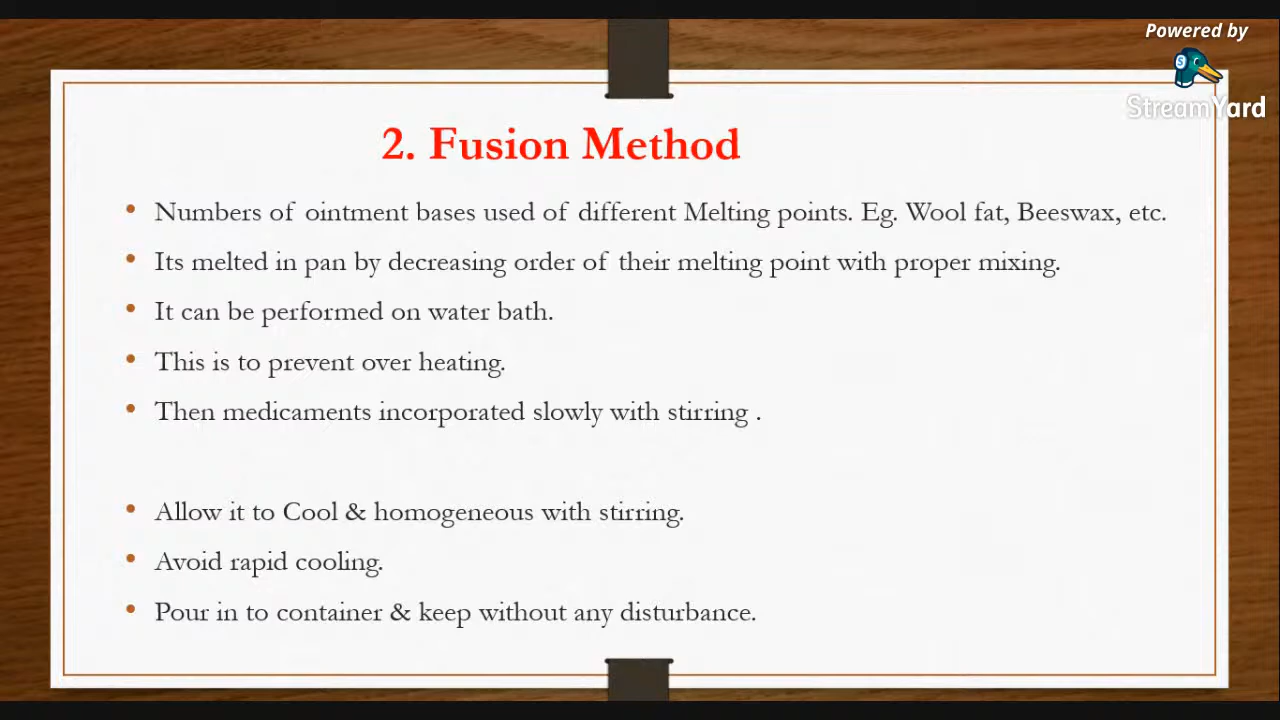 Powered by
StreamYard
2. Fusion Method
• Numbers of ointment bases used of different Melting points. Eg. Wool fat, Beeswax, etc.
• Its melted in pan by decreasing order of their melting point with proper mixing.
• It can be performed on water bath.
• This is to prevent over heating.
• Then medicaments incorporated slowly with stirring .
• Allow it to Cool & homogeneous with stirring.
• Avoid rapid cooling.
• Pour in to container & keep without any disturbance.